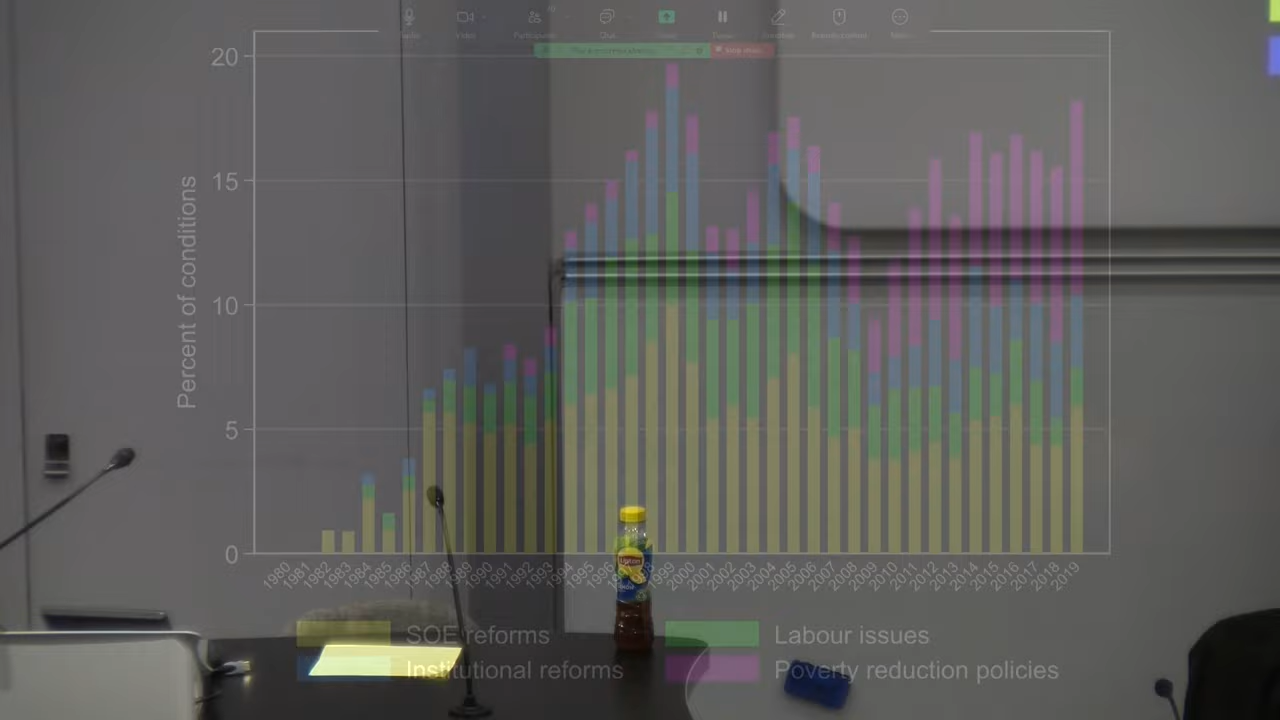 Video
20
15
10
5
0
Percent of conditions
1980 1981 1982 1983 1984 1985 1986 1987 1988 1989 1990 1991 1992 1993 1994 1995 1996 1997 1998 1999 2000 2001 2002 2003 2004 2005 2006 2007 2008 2009 2010 2011 2012 2013 2014 2015 2016 2017 2018 2019
SOE reforms
Labour issues
Institutional reforms
Poverty reduction policies
Lipton